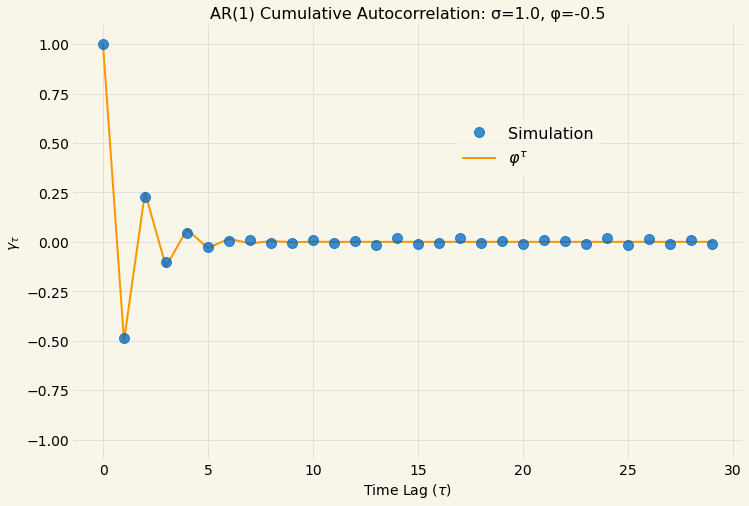 AR(1) Cumulative Autocorrelation: σ=1.0, φ=-0.5
1.00
0.75
0.50
0.25
0.00
−0.25
−0.50
−0.75
−1.00
γτ
Simulation
φ^τ
0 5 10 15 20 25 30
Time Lag (τ)